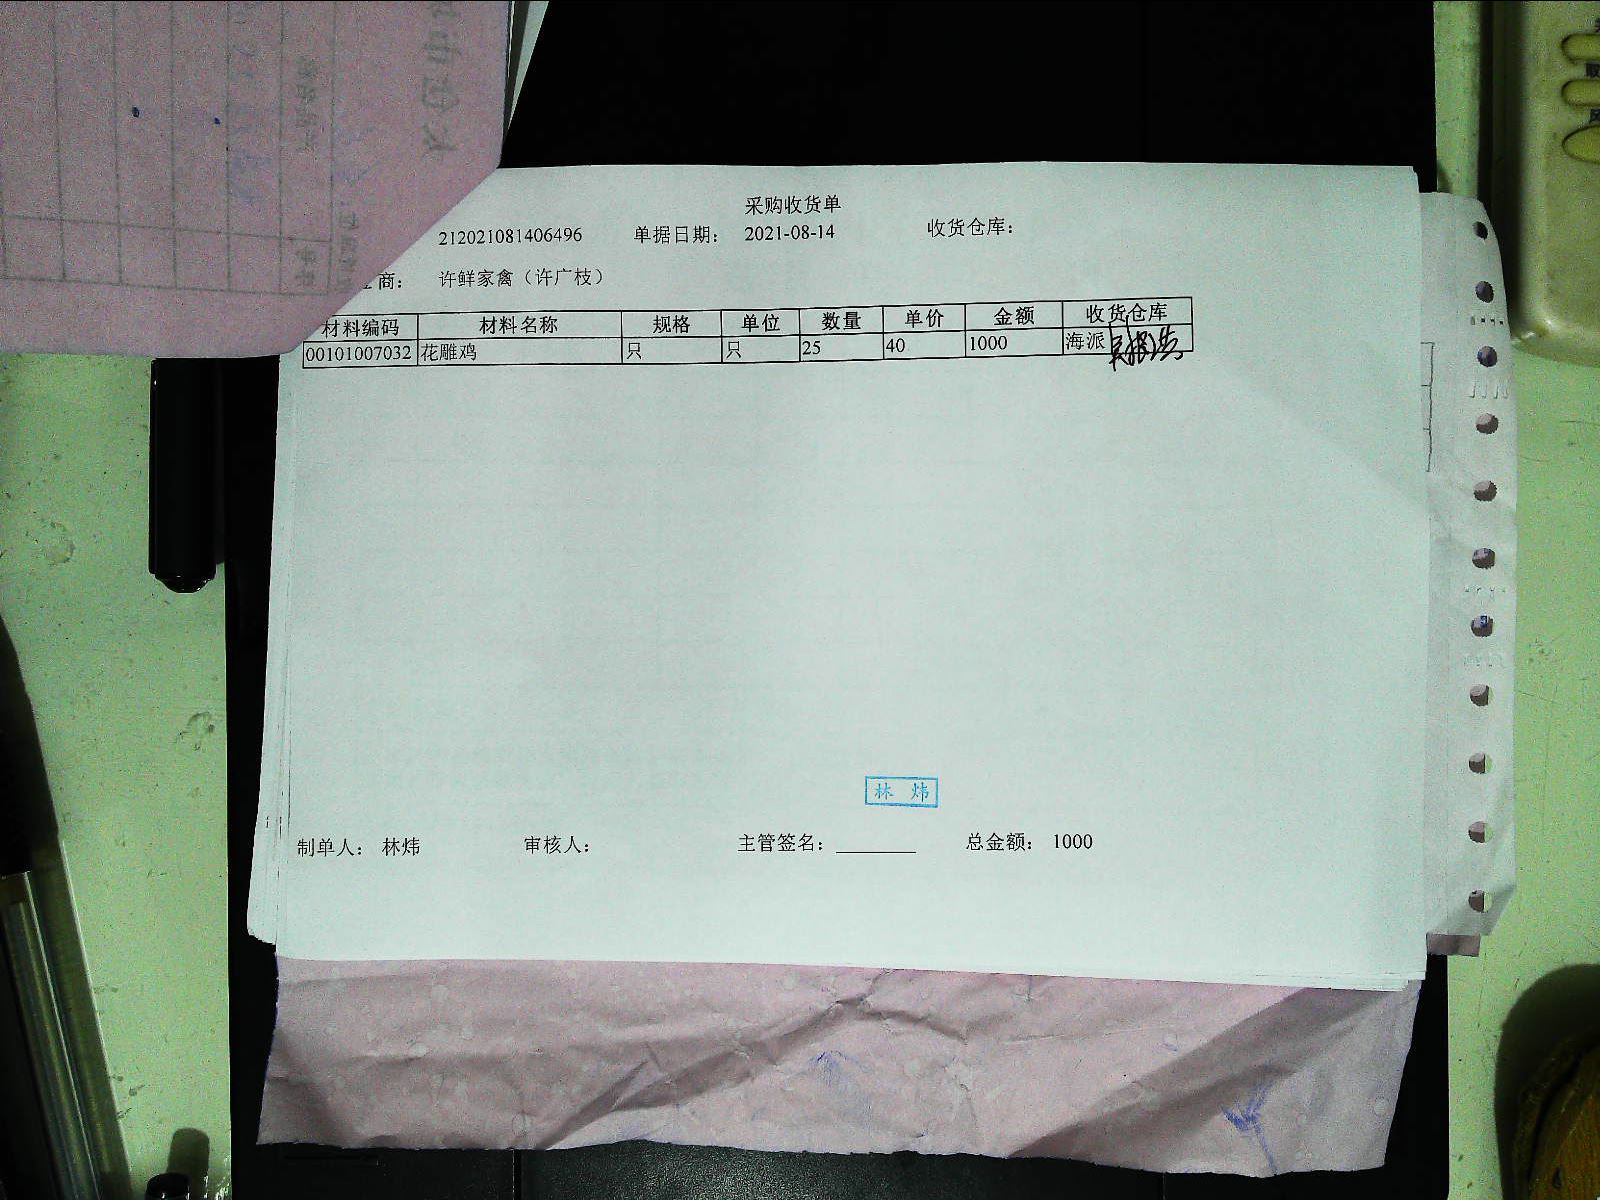 采购收货单
212021081406496 单据日期： 2021-08-14 收货仓库：
商： 许鲜家禽（许广枝）
材料编码 材料名称 规格 单位 数量 单价 金额 收货仓库
00101007032 花雕鸡 只 只 25 40 1000 海派
林 炜
制单人： 林炜 审核人： 主管签名： 总金额： 1000